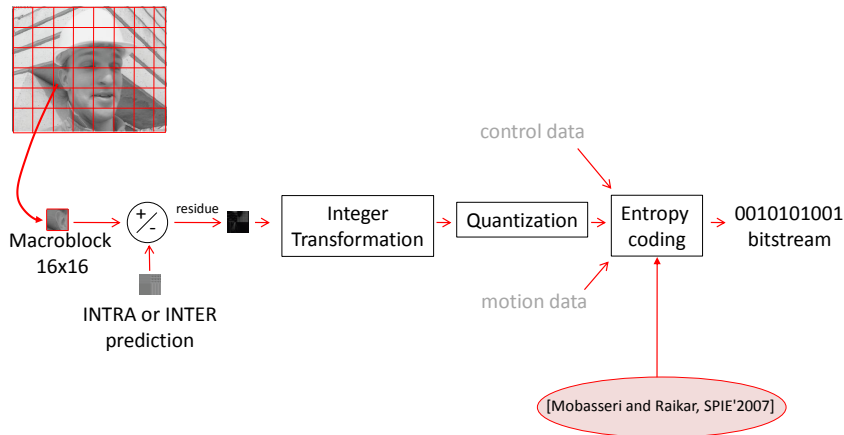 control data
residue
+
-
Integer
Transformation
Quantization
Entropy
coding
0010101001
bitstream
Macroblock
16x16
INTRA or INTER
prediction
motion data
[Mobasseri and Raikar, SPIE'2007]